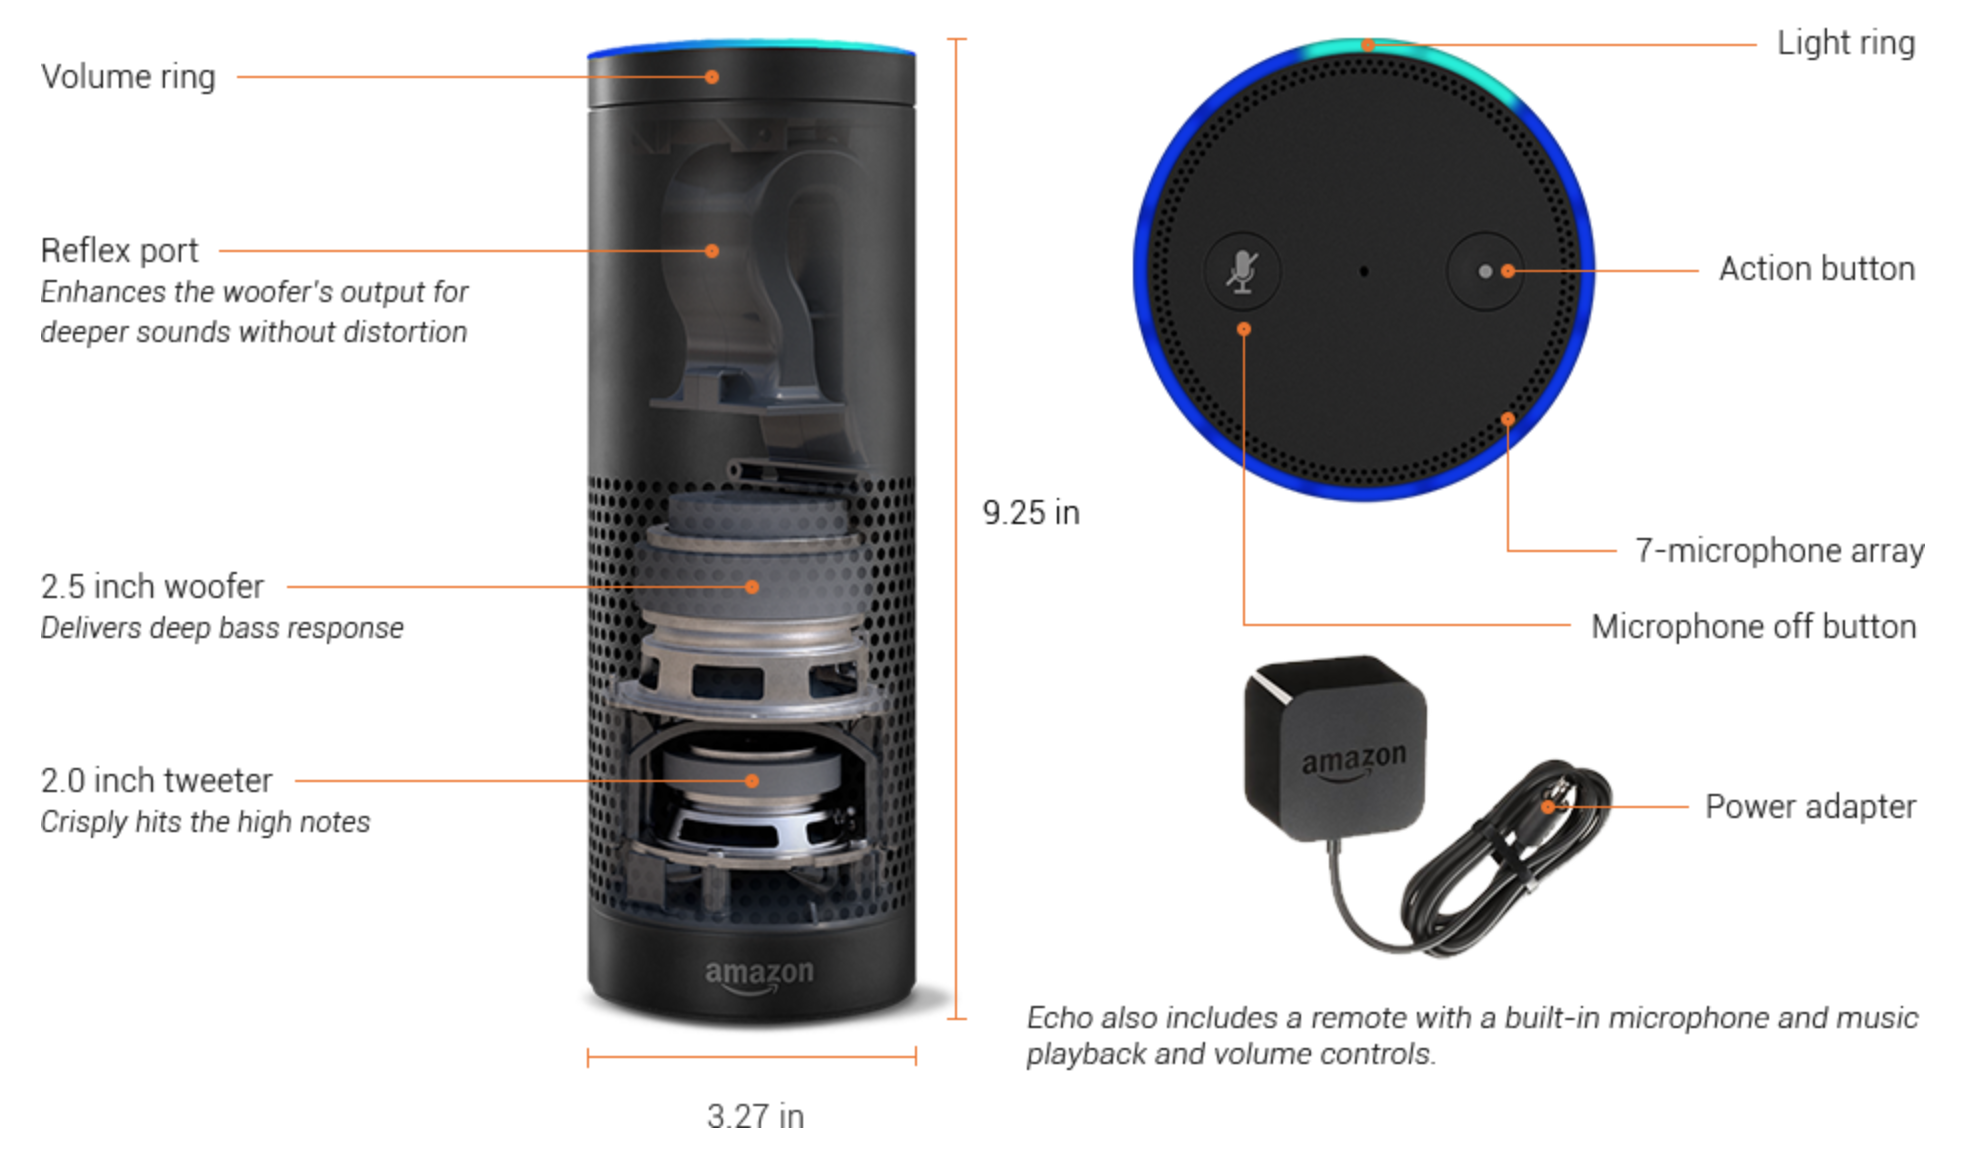 Volume ring
Reflex port
Enhances the woofer's output for
deeper sounds without distortion
2.5 inch woofer
Delivers deep bass response
2.0 inch tweeter
Crisply hits the high notes
amazon
9.25 in
3.27 in
Light ring
Action button
7-microphone array
Microphone off button
amazon
Power adapter
Echo also includes a remote with a built-in microphone and music
playback and volume controls.